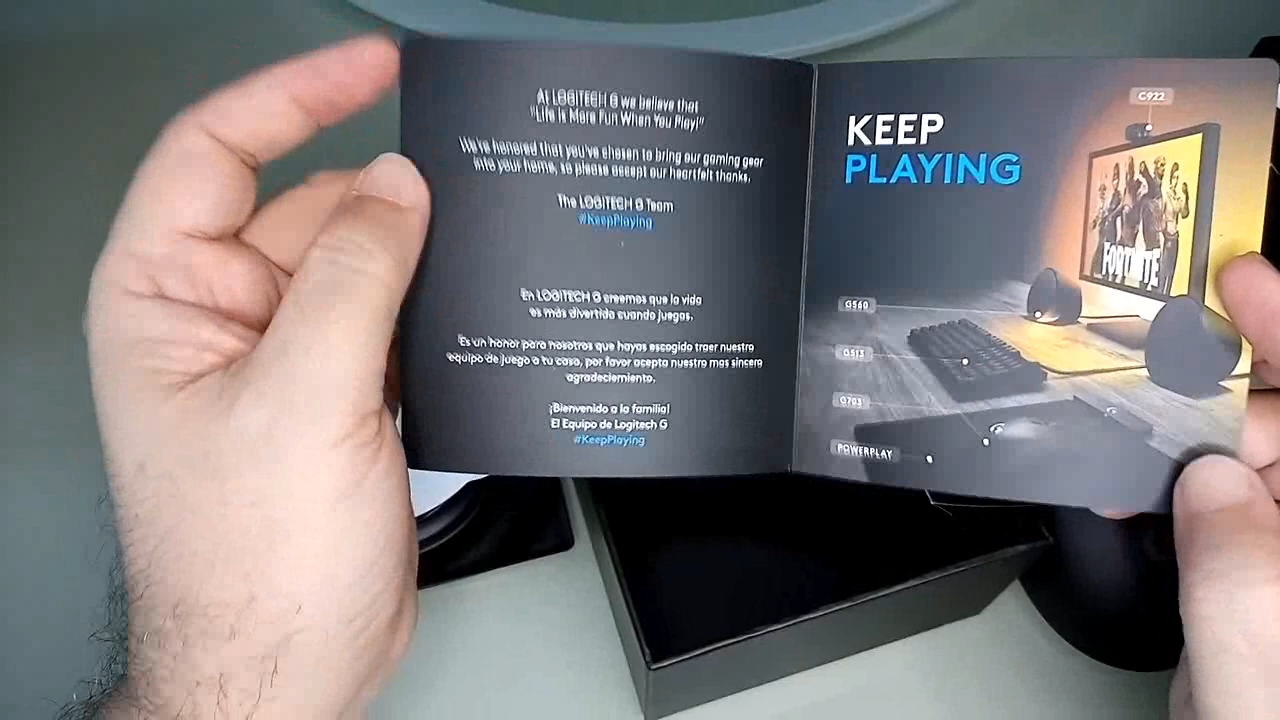 At LOGITECH G we believe that
"Life is More Fun When You Play!"
We're honored that you've chosen to bring our gaming gear
into your home, so please accept our heartfelt thanks.
The LOGITECH G Team
#KeepPlaying
En LOGITECH G creemos que la vida
es más divertida cuando juegas.
Es un honor para nosotros que hayas escogido traer nuestro
equipo de juego a tu casa, por favor acepta nuestro mas sincero
agradeciemiento.
¡Bienvenido a la familia!
El Equipo de Logitech G
#KeepPlaying
KEEP
PLAYING
C922
FORTNITE
G560
G513
G703
POWERPLAY